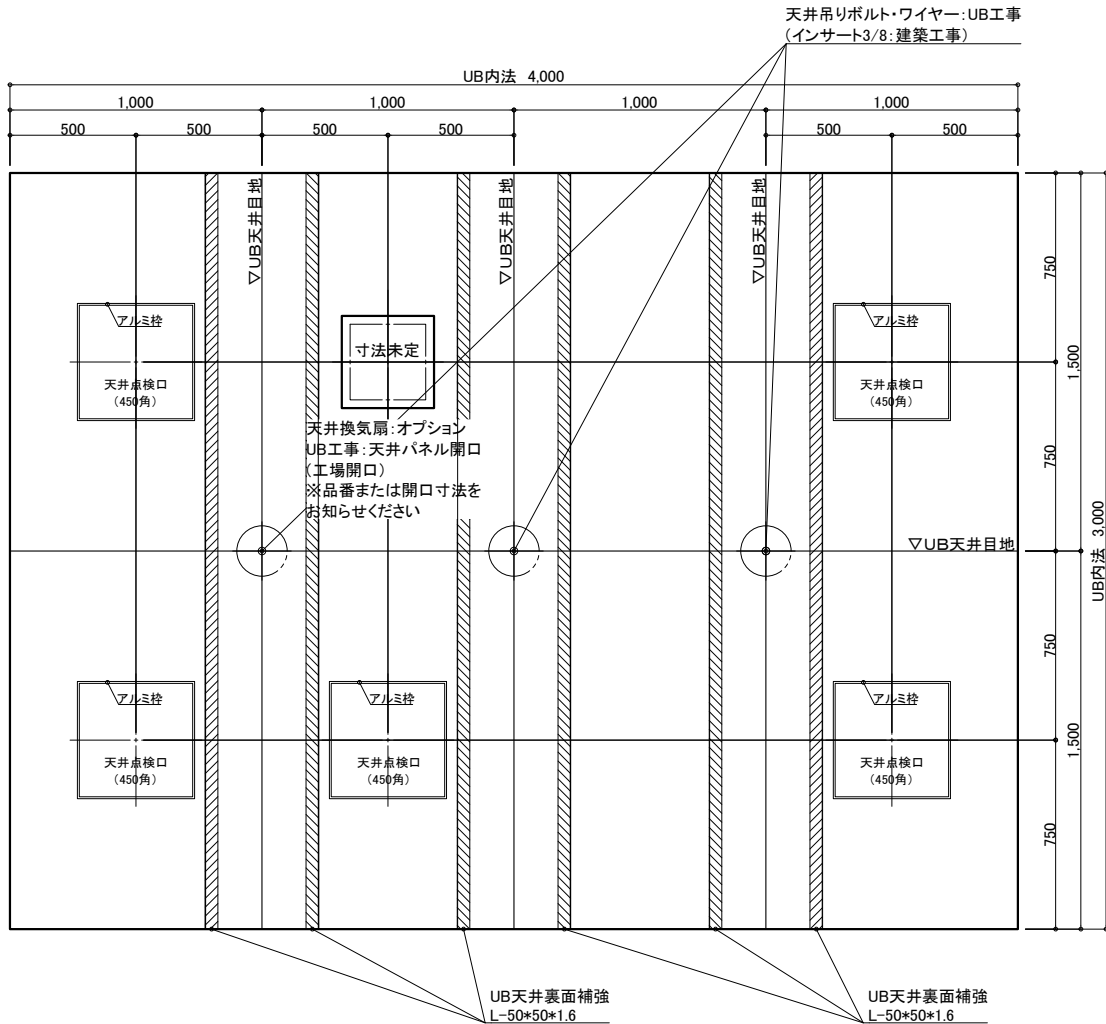 天井吊りボルト・ワイヤー:UB工事
(インサート3/8:建築工事)
UB内法 4,000
1,000
1,000
1,000
1,000
500
500
500
500
500
500
▽UB天井目地
▽UB天井目地
▽UB天井目地
750
750
1,500
750
750
1,500
UB内法 3,000
アルミ枠
天井点検口
(450角)
寸法未定
アルミ枠
天井点検口
(450角)
天井換気扇:オプション
UB工事:天井パネル開口
(工場開口)
※品番または開口寸法を
お知らせください
▽UB天井目地
アルミ枠
天井点検口
(450角)
アルミ枠
天井点検口
(450角)
アルミ枠
天井点検口
(450角)
UB天井裏面補強
L-50*50*1.6
UB天井裏面補強
L-50*50*1.6